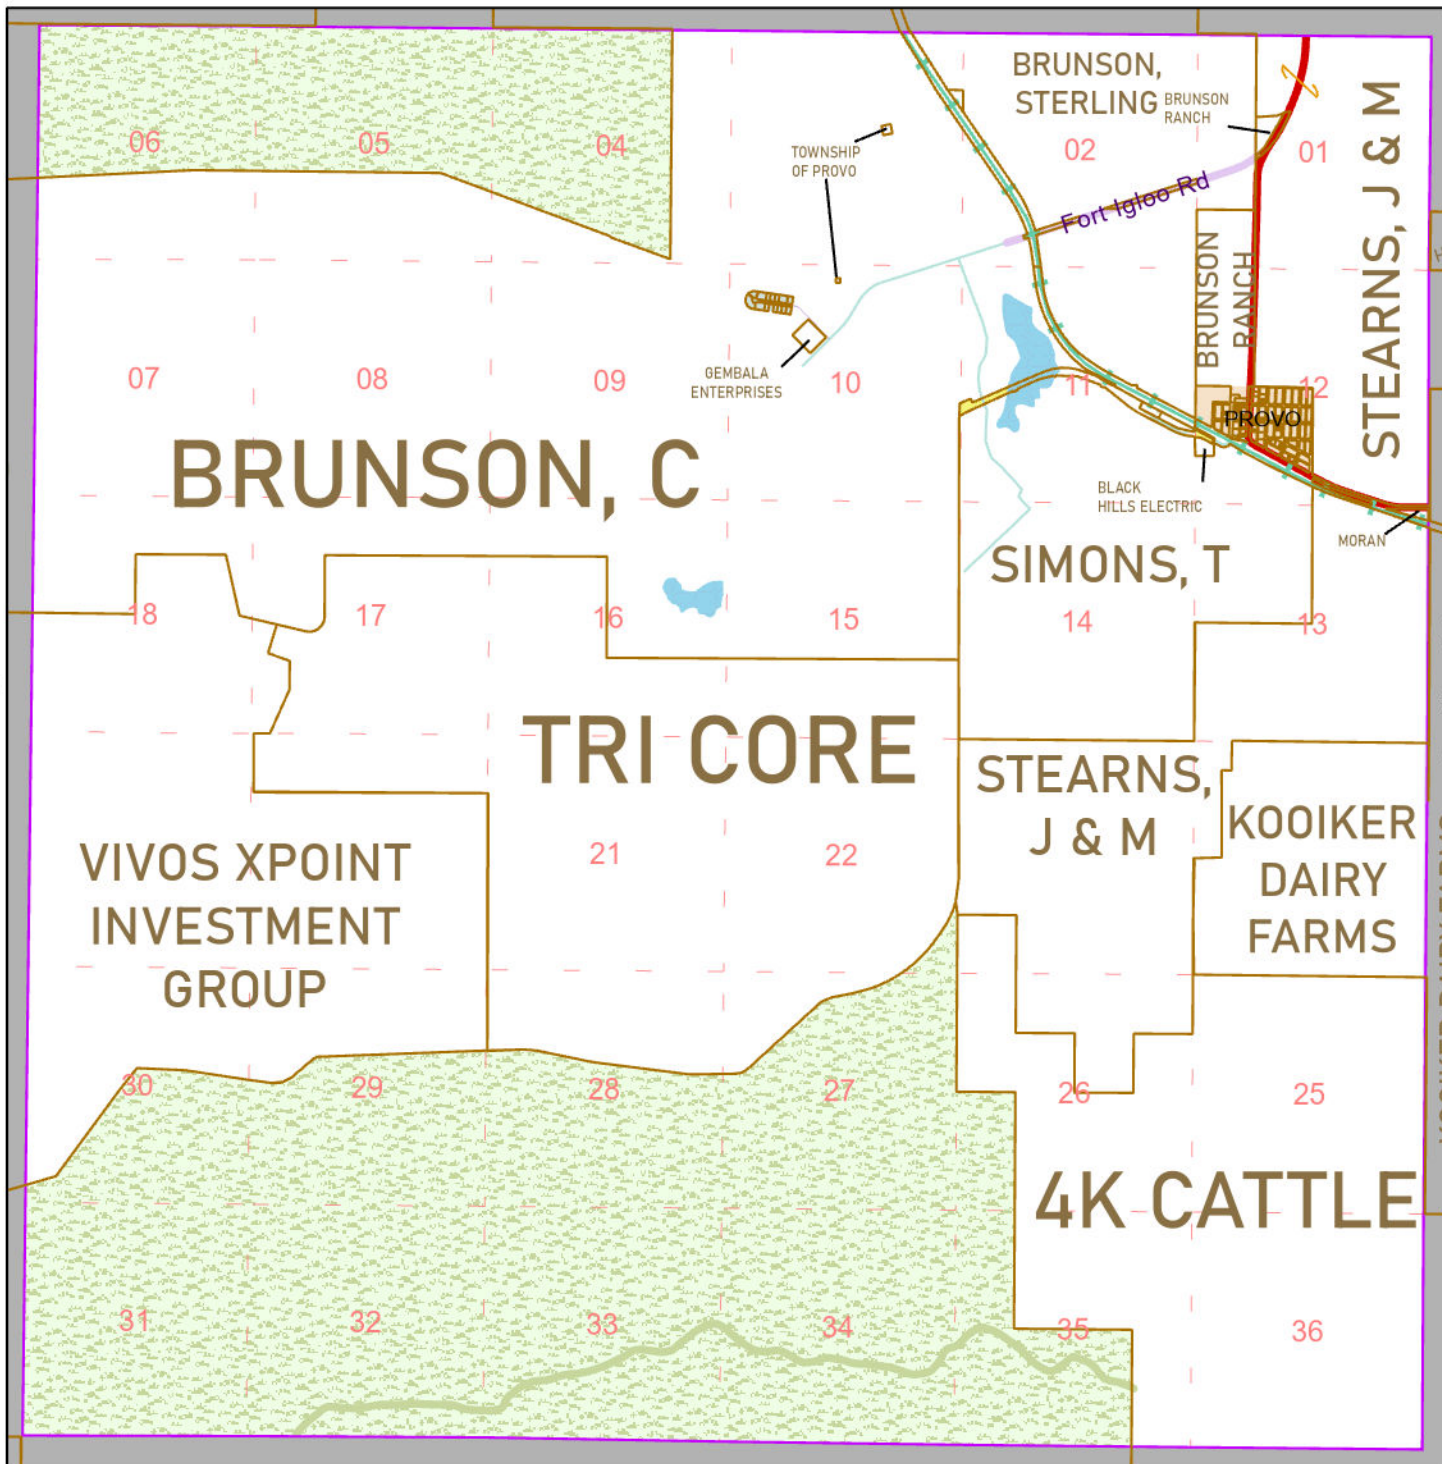 BRUNSON,
STERLING
BRUNSON
RANCH
STEARNS, J & M
06
05
04
02
01
TOWNSHIP
OF PROVO
Fort Igloo Rd
BRUNSON
RANCH
07
08
09
10
11
12
GEMBALA
ENTERPRISES
PROVO
BRUNSON, C
BLACK
HILLS ELECTRIC
MORAN
SIMONS, T
18
17
16
15
14
13
TRI CORE
STEARNS,
J & M
KOOIKER
DAIRY
FARMS
21
22
VIVOS XPOINT
INVESTMENT
GROUP
30
29
28
27
26
25
4K CATTLE
31
32
33
34
35
36